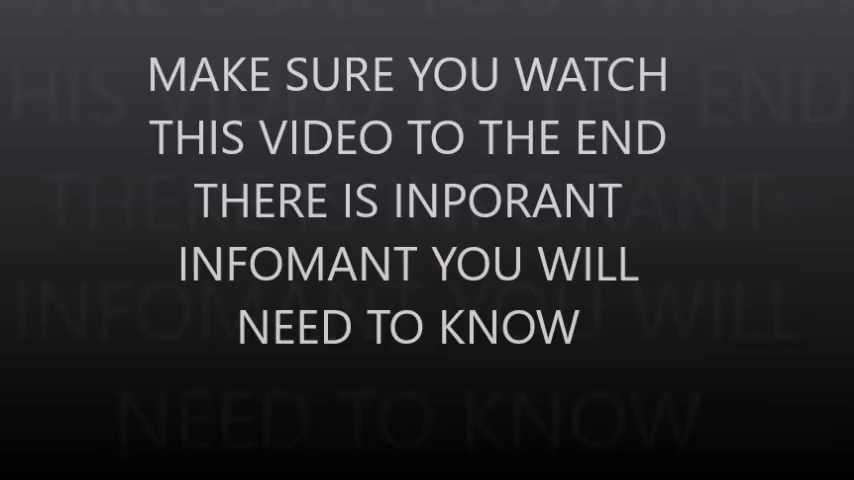 MAKE SURE YOU WATCH
THIS VIDEO TO THE END
THERE IS INPORANT
INFOMANT YOU WILL
NEED TO KNOW